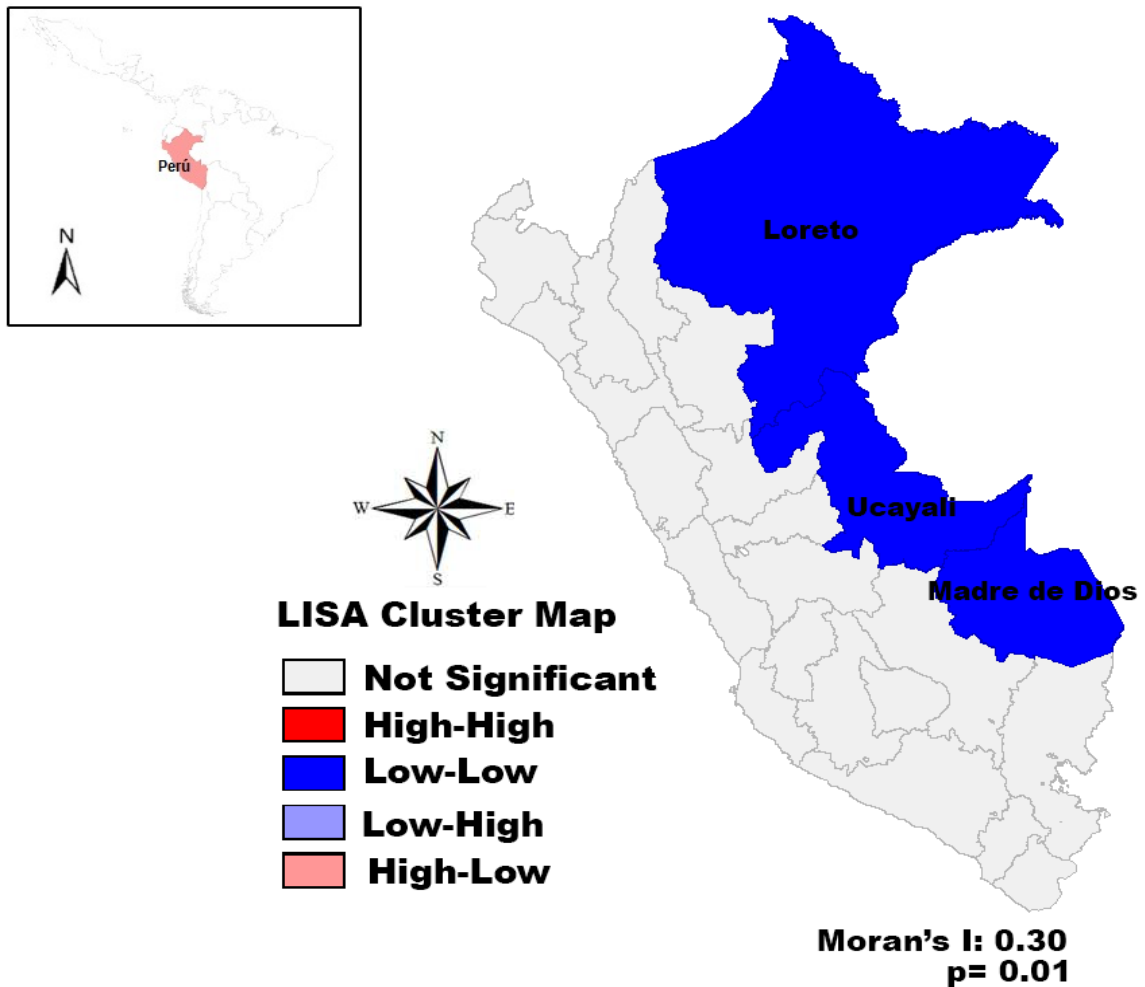 Perú
N
Loreto
Ucayali
Madre de Dios
N
W
E
S
LISA Cluster Map
Not Significant
High-High
Low-Low
Low-High
High-Low
Moran’s I: 0.30
p= 0.01